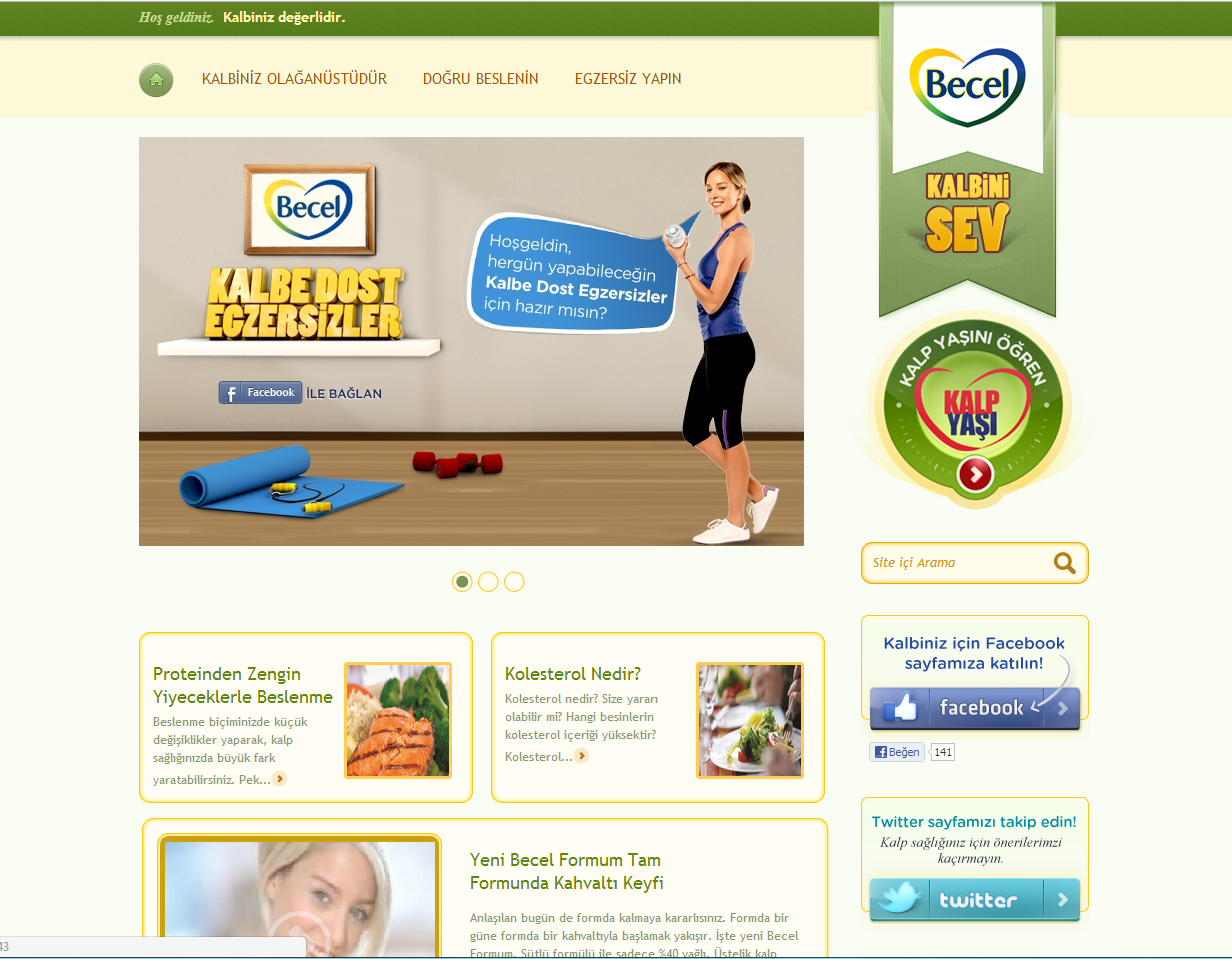 Hoş geldiniz. Kalbiniz değerlidir.
KALBİNİZ OLAĞANÜSTÜDÜR
DOĞRU BESLENİN
EGZERSİZ YAPIN
Becel
KALBİNİ
SEV
Becel
KALBE DOST
EGZERSİZLER
Facebook İLE BAĞLAN
Hoşgeldin,
hergün yapabileceğin
Kalbe Dost Egzersizler
için hazır mısın?
KALP YAŞINI ÖĞREN
KALP
YAŞI
Site içi Arama
Kalbiniz için Facebook
sayfamıza katılın!
facebook
Beğen 141
Proteinden Zengin
Yiyeceklerle Beslenme
Beslenme biçiminizde küçük
değişiklikler yaparak, kalp
sağlığınızda büyük fark
yaratabilirsiniz. Pek...
Kolesterol Nedir?
Kolesterol nedir? Size yararı
olabilir mi? Hangi besinlerin
kolesterol içeriği yüksektir?
Kolesterol...
Twitter sayfamızı takip edin!
Kalp sağlığınız için önerilerimzi
kaçırmayın.
twitter
Yeni Becel Formum Tam
Formunda Kahvaltı Keyfi
Anlaşılan bugün de formda kalmaya kararlısınız. Formda bir
güne formda bir kahvaltıyla başlamak yakışır. İşte yeni Becel
Formum. Sütlü formülü ile sadece %40 yağlı. Üstelik kalp
43